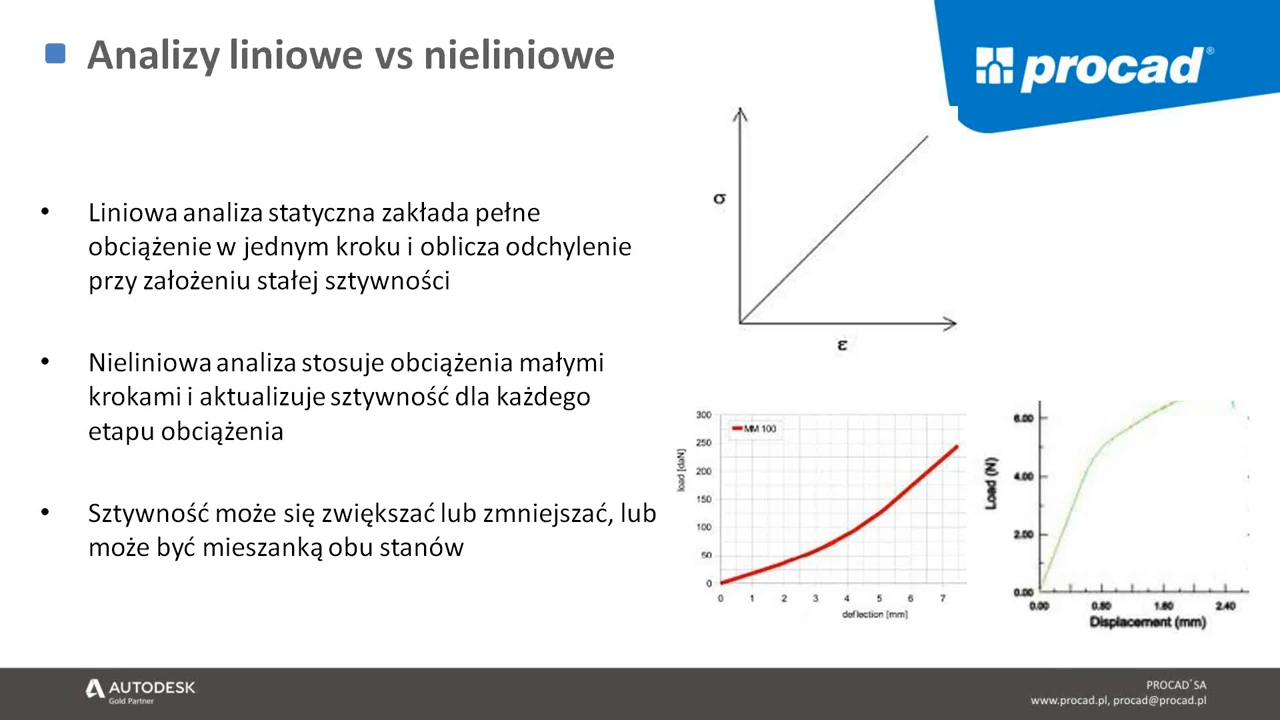 Analizy liniowe vs nieliniowe
procad®
Liniowa analiza statyczna zakłada pełne
obciążenie w jednym kroku i oblicza odchylenie
przy założeniu stałej sztywności
Nieliniowa analiza stosuje obciążenia małymi
krokami i aktualizuje sztywność dla każdego
etapu obciążenia
Sztywność może się zwiększać lub zmniejszać, lub
może być mieszanką obu stanów
σ
ε
300
250
200
150
100
50
0
load [daN]
MM 100
0 1 2 3 4 5 6 7
deflection [mm]
6.00
4.00
2.00
0.00
Load (N)
0.00 0.80 1.60 2.40
Displacement (mm)
AUTODESK
Gold Partner
PROCAD® SA
www.procad.pl, procad@procad.pl